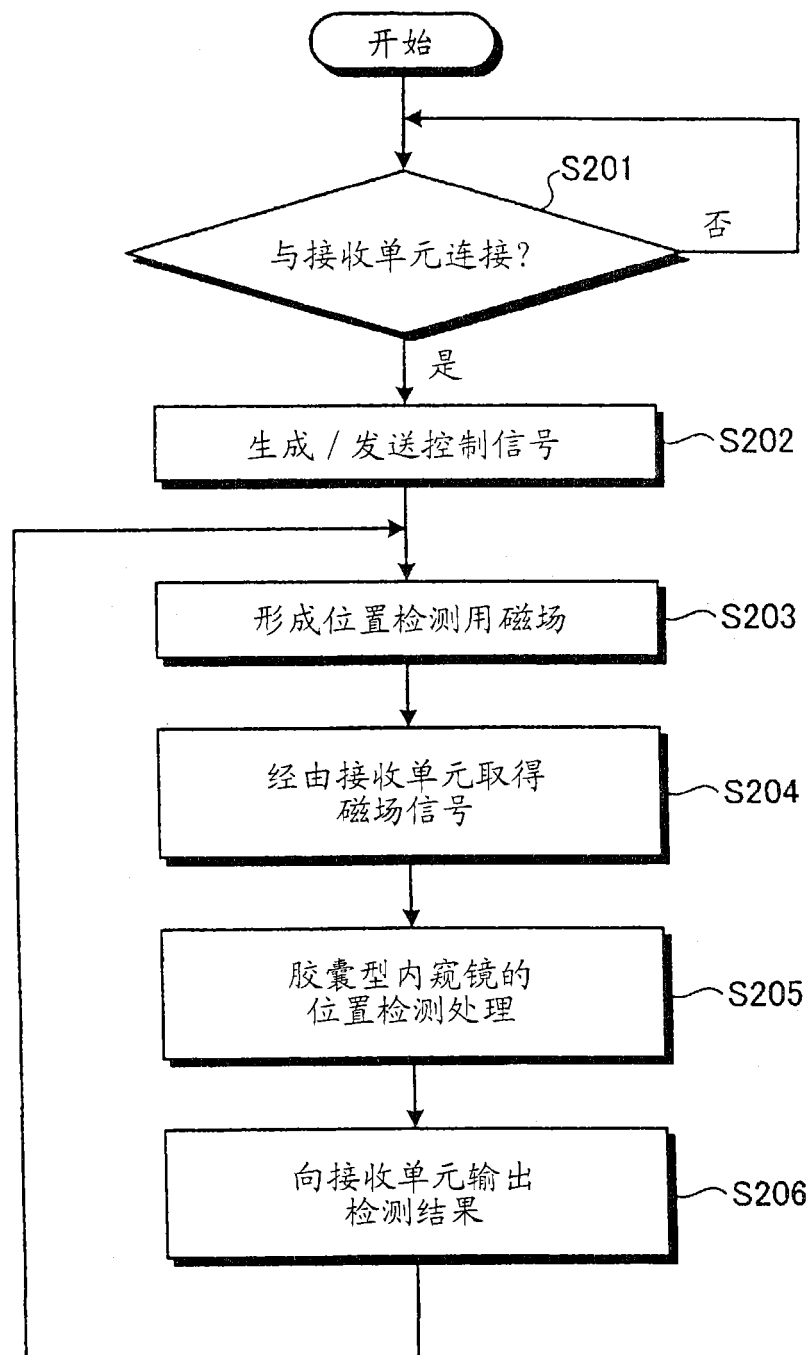 开始
S201
与接收单元连接?
否
是
生成 / 发送控制信号
S202
形成位置检测用磁场
S203
经由接收单元取得
磁场信号
S204
胶囊型内窥镜的
位置检测处理
S205
向接收单元输出
检测结果
S206